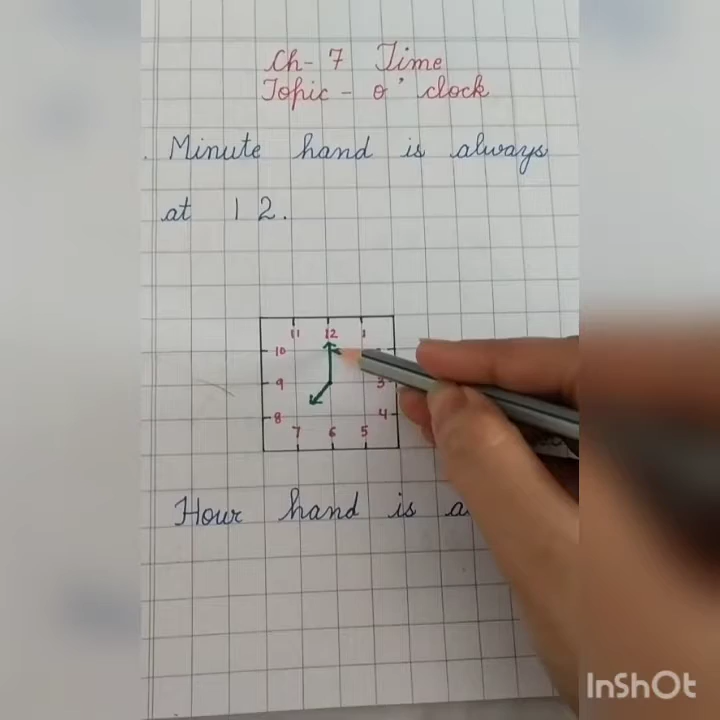 Ch- 7 Time
Topic - o' clock
. Minute hand is always
at 12.
11 12 1
10
9 3
8 4
7 6 5
Hour hand is a
InShOt